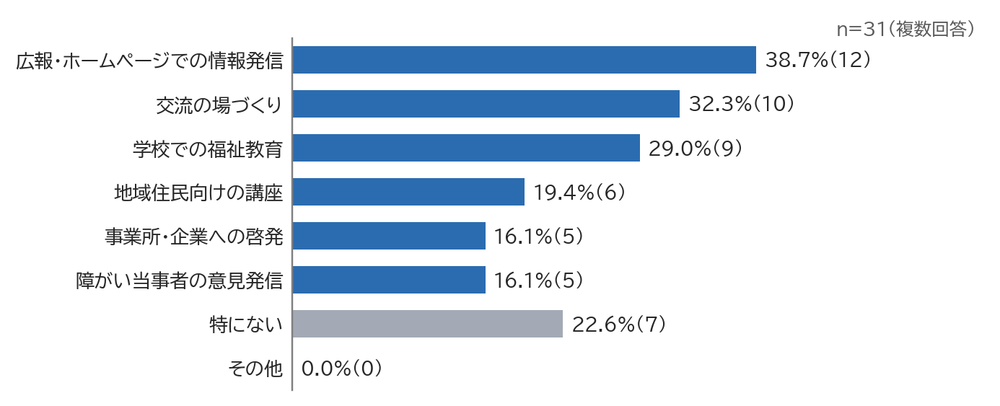 n=31（複数回答）
広報・ホームページでの情報発信 38.7%（12）
交流の場づくり 32.3%（10）
学校での福祉教育 29.0%（9）
地域住民向けの講座 19.4%（6）
事業所・企業への啓発 16.1%（5）
障がい当事者の意見発信 16.1%（5）
特にない 22.6%（7）
その他 0.0%（0）